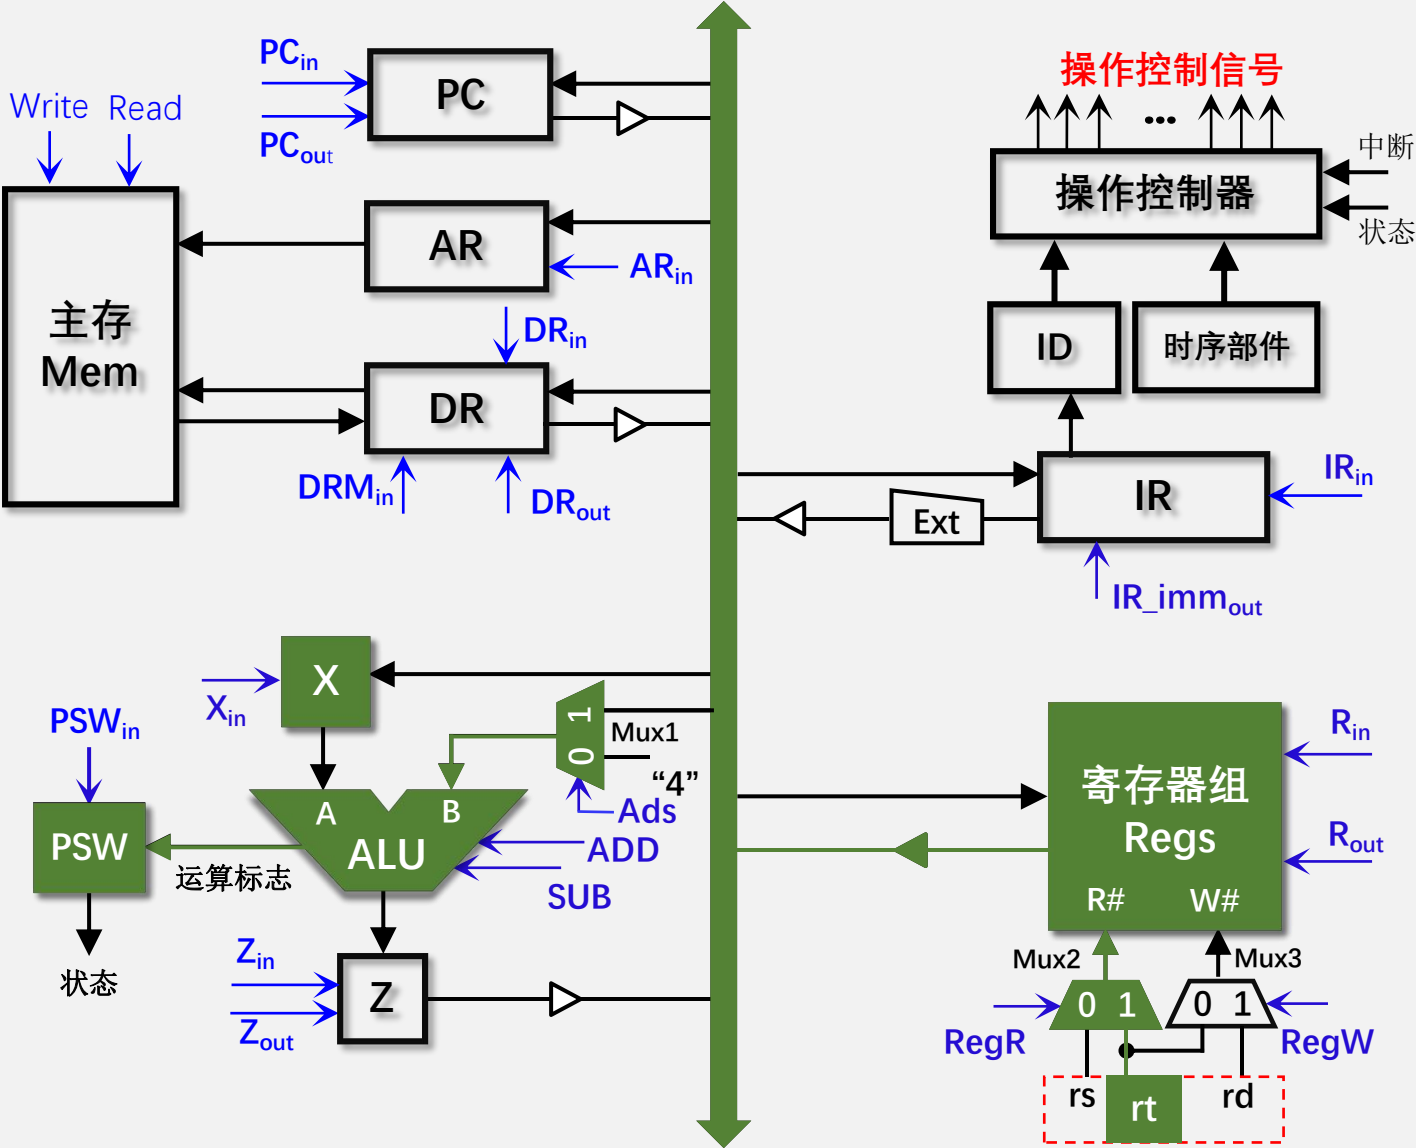 PCin
PC
PCout
Write
Read
操作控制信号
...
中断
操作控制器
状态
AR
ARin
主存
Mem
DRin
DR
DRMin
DRout
ID
时序部件
IR
IRin
Ext
IR_immout
X
Xin
PSWin
1
0
Mux1
“4”
Ads
A
B
ALU
ADD
SUB
PSW
运算标志
状态
Zin
Z
Zout
寄存器组
Regs
Rin
Rout
R#
W#
Mux2
Mux3
0 1
0 1
RegR
RegW
rs
rt
rd